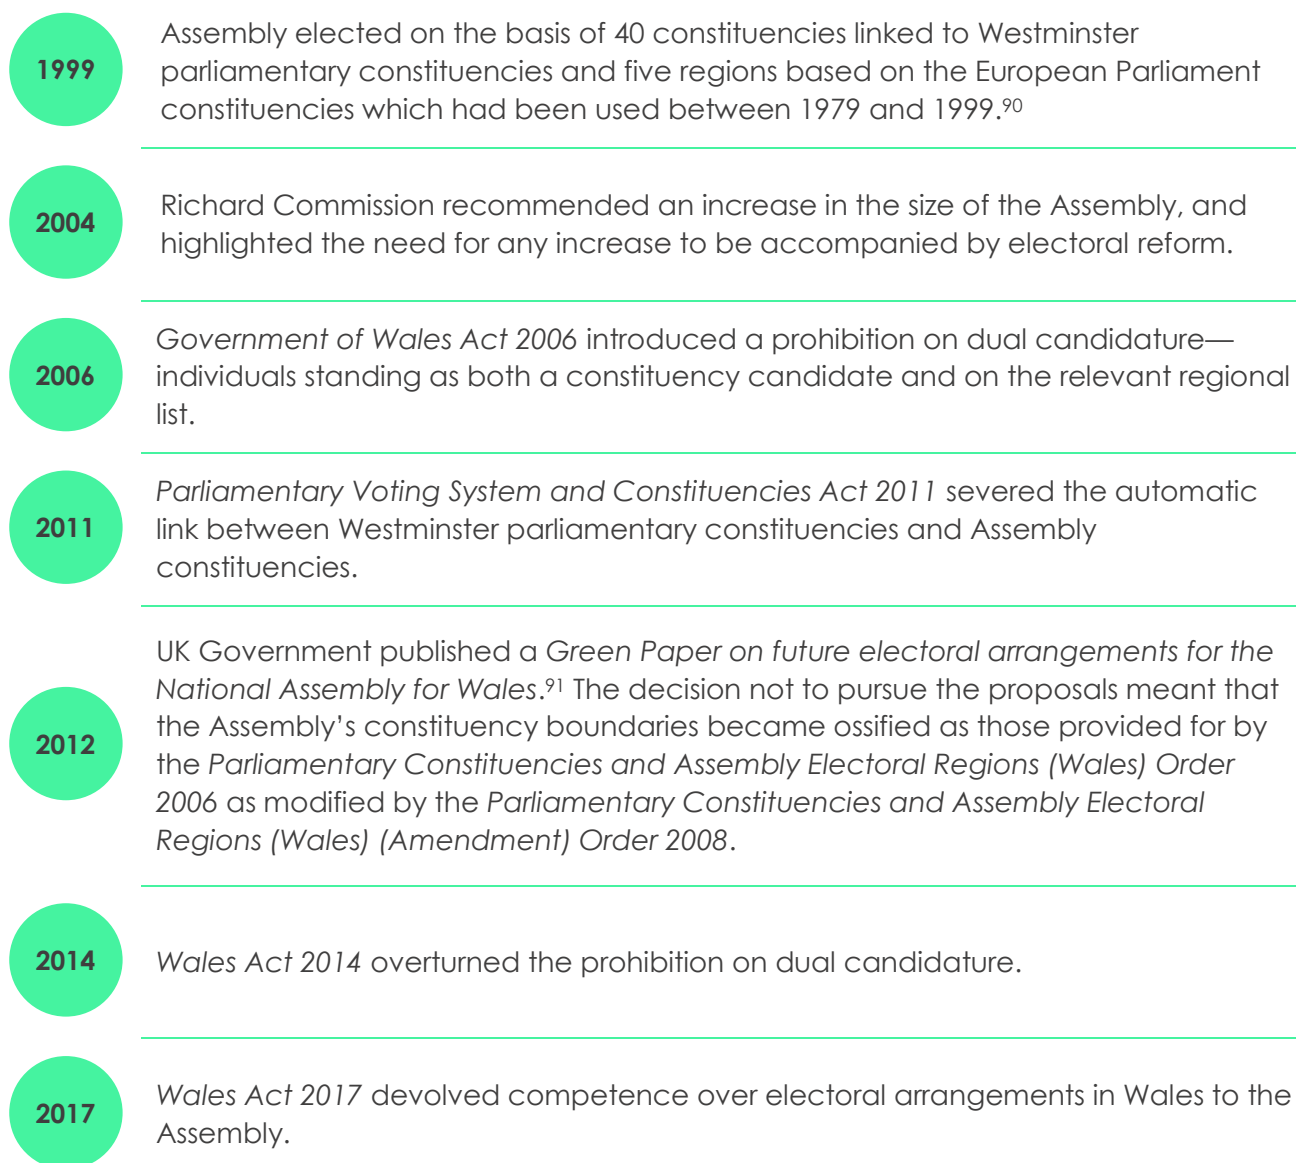 1999
Assembly elected on the basis of 40 constituencies linked to Westminster
parliamentary constituencies and five regions based on the European Parliament
constituencies which had been used between 1979 and 1999.90
2004
Richard Commission recommended an increase in the size of the Assembly, and
highlighted the need for any increase to be accompanied by electoral reform.
2006
Government of Wales Act 2006 introduced a prohibition on dual candidature—
individuals standing as both a constituency candidate and on the relevant regional
list.
2011
Parliamentary Voting System and Constituencies Act 2011 severed the automatic
link between Westminster parliamentary constituencies and Assembly
constituencies.
2012
UK Government published a Green Paper on future electoral arrangements for the
National Assembly for Wales.91 The decision not to pursue the proposals meant that
the Assembly’s constituency boundaries became ossified as those provided for by
the Parliamentary Constituencies and Assembly Electoral Regions (Wales) Order
2006 as modified by the Parliamentary Constituencies and Assembly Electoral
Regions (Wales) (Amendment) Order 2008.
2014
Wales Act 2014 overturned the prohibition on dual candidature.
2017
Wales Act 2017 devolved competence over electoral arrangements in Wales to the
Assembly.